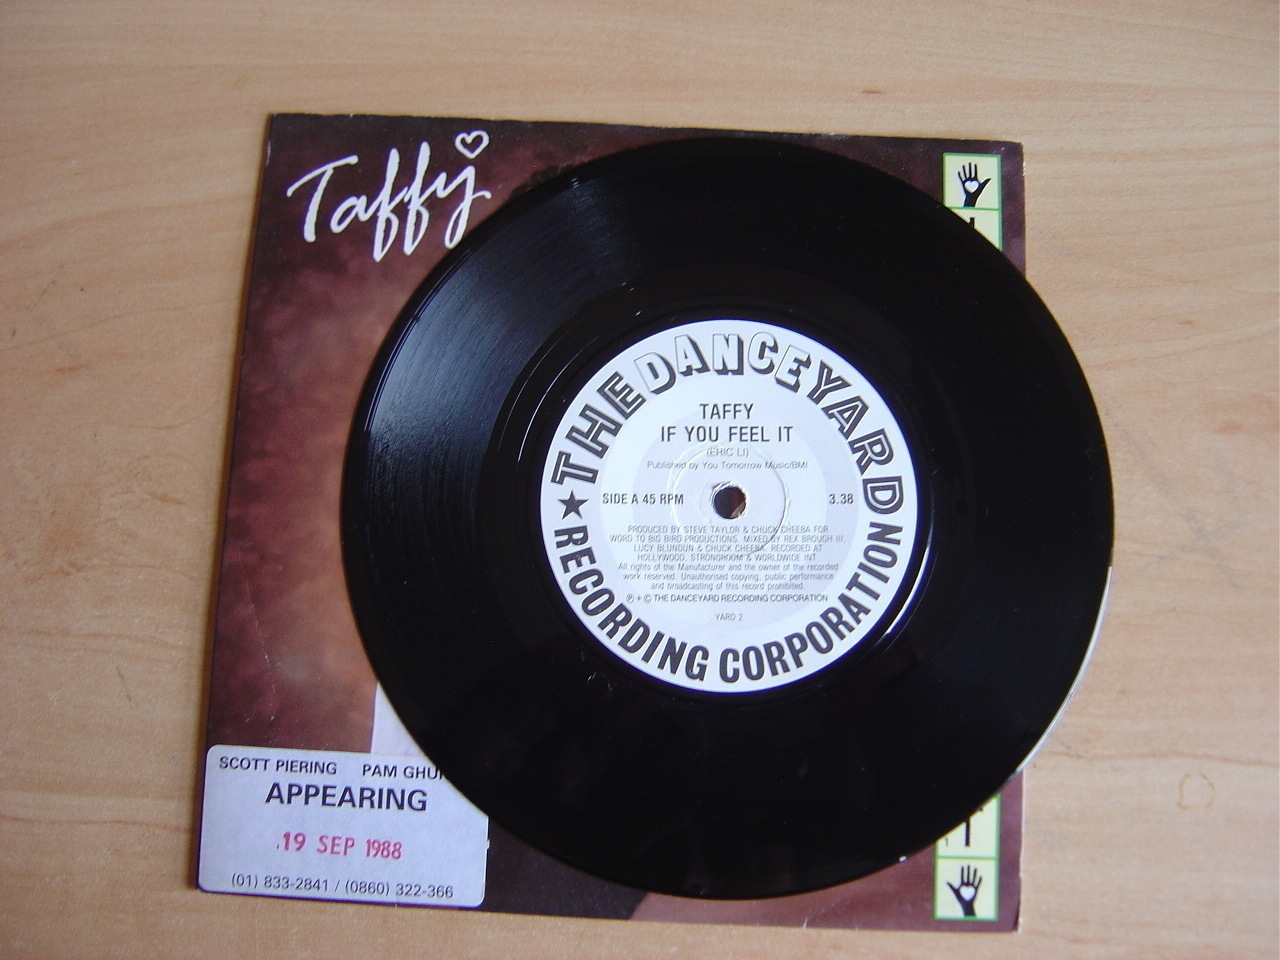 Taffy
★ THE DANCEYARD
RECORDING CORPORATION
TAFFY
IF YOU FEEL IT
(ERIC LI)
Published by You Tomorrow Music/BMI
SIDE A 45 RPM 3.38
PRODUCED BY STEVE TAYLOR & CHUCK CHEEBA FOR
WORD TO BIG BIRD PRODUCTIONS. MIXED BY REX BROUGH III,
LUCY BLUNDUN & CHUCK CHEEBA. RECORDED AT
HOLLYWOOD, STRONGROOM & WORLDWIDE INT.
All rights of the Manufacturer and the owner of the recorded
work reserved. Unauthorised copying, public performance
and broadcasting of this record prohibited.
℗ + © THE DANCEYARD RECORDING CORPORATION
YARD 2
SCOTT PIERING PAM
APPEARING
19 SEP 1988
(01) 833-2841 / (0860) 322-366